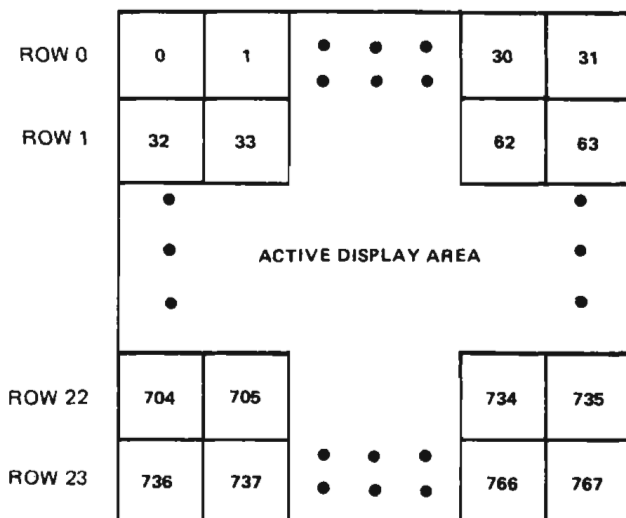 ROW 0 0 1 30 31
ROW 1 32 33 62 63
ACTIVE DISPLAY AREA
ROW 22 704 705 734 735
ROW 23 736 737 766 767